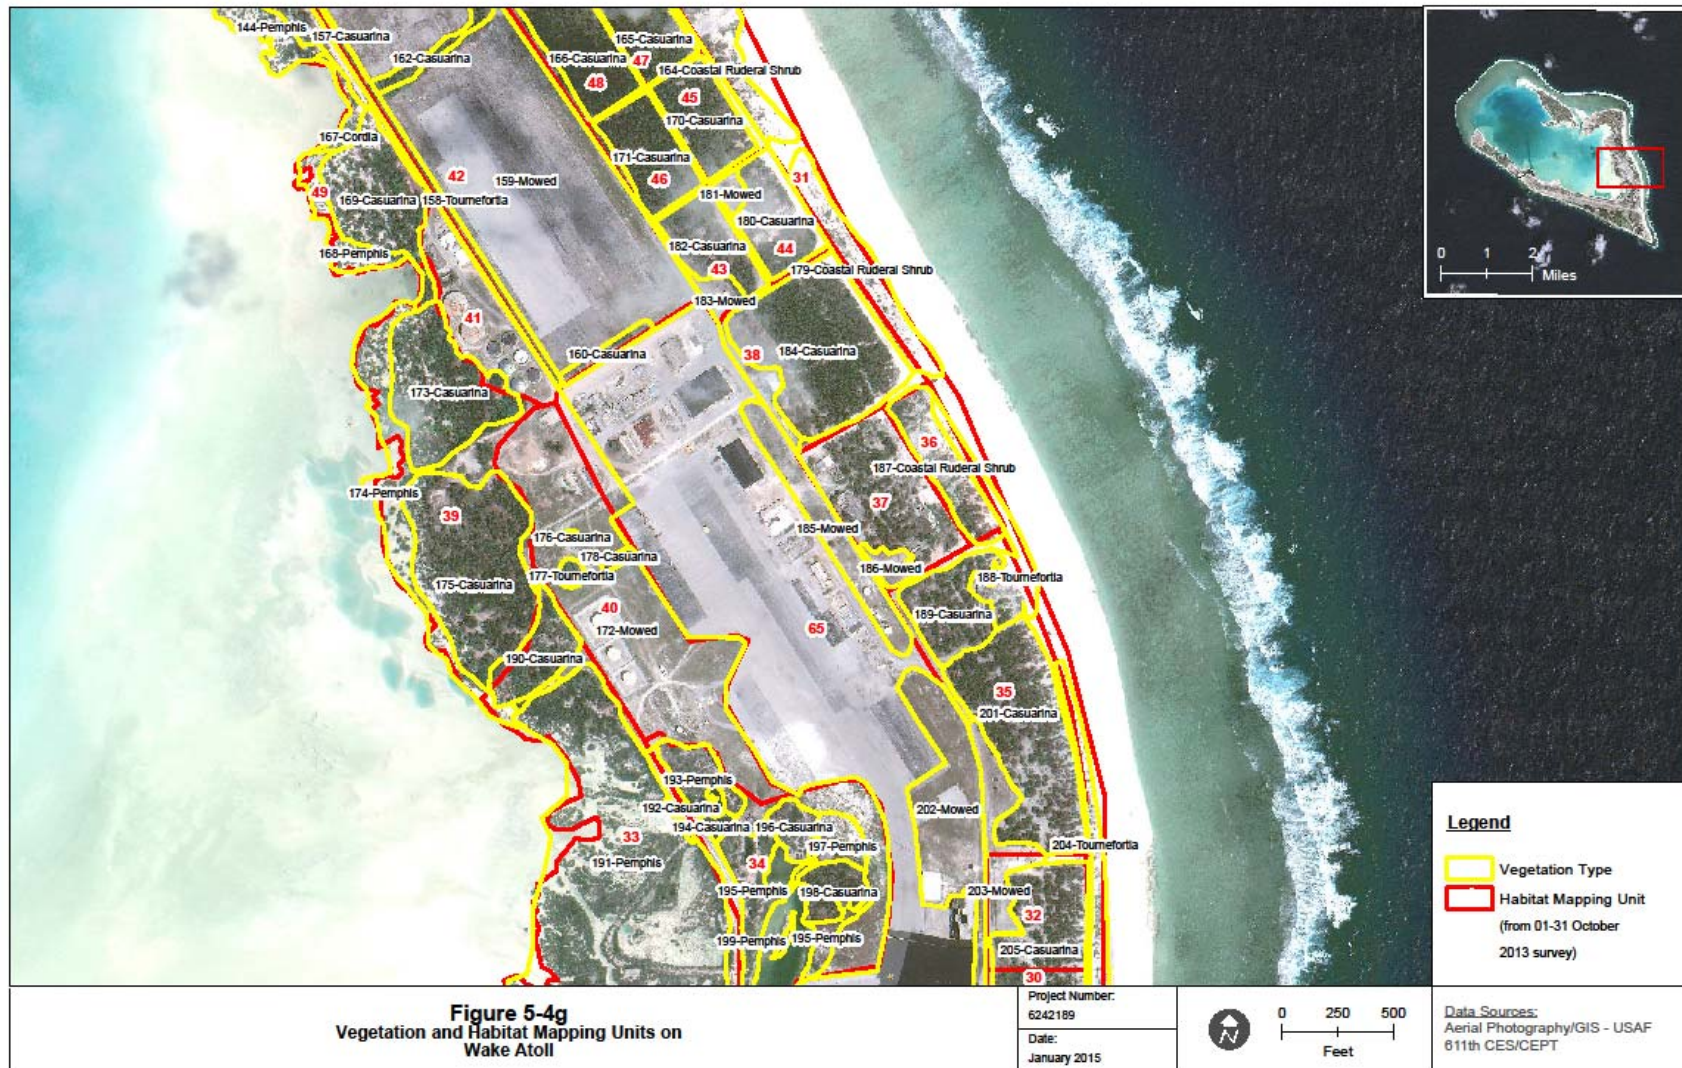 144-Pemphis
157-Casuarina
162-Casuarina
165-Casuarina
166-Casuarina
47
164-Coastal Ruderal Shrub
48
45
170-Casuarina
167-Cordia
171-Casuarina
46
31
42
159-Mowed
49
169-Casuarina
158-Tournefortia
181-Mowed
180-Casuarina
182-Casuarina
44
168-Pemphis
43
179-Coastal Ruderal Shrub
183-Mowed
41
160-Casuarina
38
184-Casuarina
173-Casuarina
36
187-Coastal Ruderal Shrub
174-Pemphis
37
39
185-Mowed
176-Casuarina
178-Casuarina
186-Mowed
177-Tournefortia
188-Tournefortia
175-Casuarina
40
189-Casuarina
172-Mowed
65
190-Casuarina
35
201-Casuarina
193-Pemphis
192-Casuarina
202-Mowed
194-Casuarina
196-Casuarina
33
197-Pemphis
204-Tournefortia
191-Pemphis
34
195-Pemphis
198-Casuarina
203-Mowed
32
199-Pemphis
195-Pemphis
205-Casuarina
30
0 1 2
Miles
Legend
Vegetation Type
Habitat Mapping Unit
(from 01-31 October
2013 survey)
Figure 5-4g
Vegetation and Habitat Mapping Units on
Wake Atoll
Project Number:
6242189
Date:
January 2015
N
0 250 500
Feet
Data Sources:
Aerial Photography/GIS - USAF
611th CES/CEPT